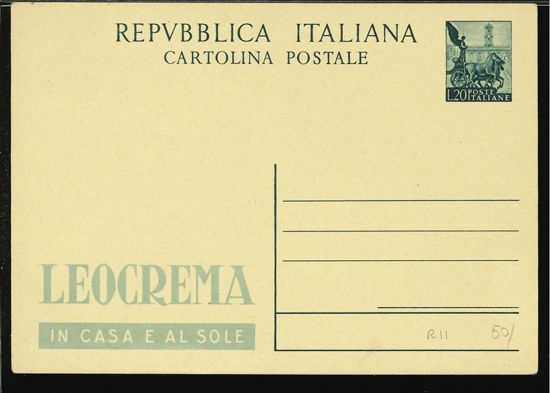 REPVBBLICA ITALIANA
CARTOLINA POSTALE
L.20 POSTE ITALIANE
LEOCREMA
IN CASA E AL SOLE
R11 50/